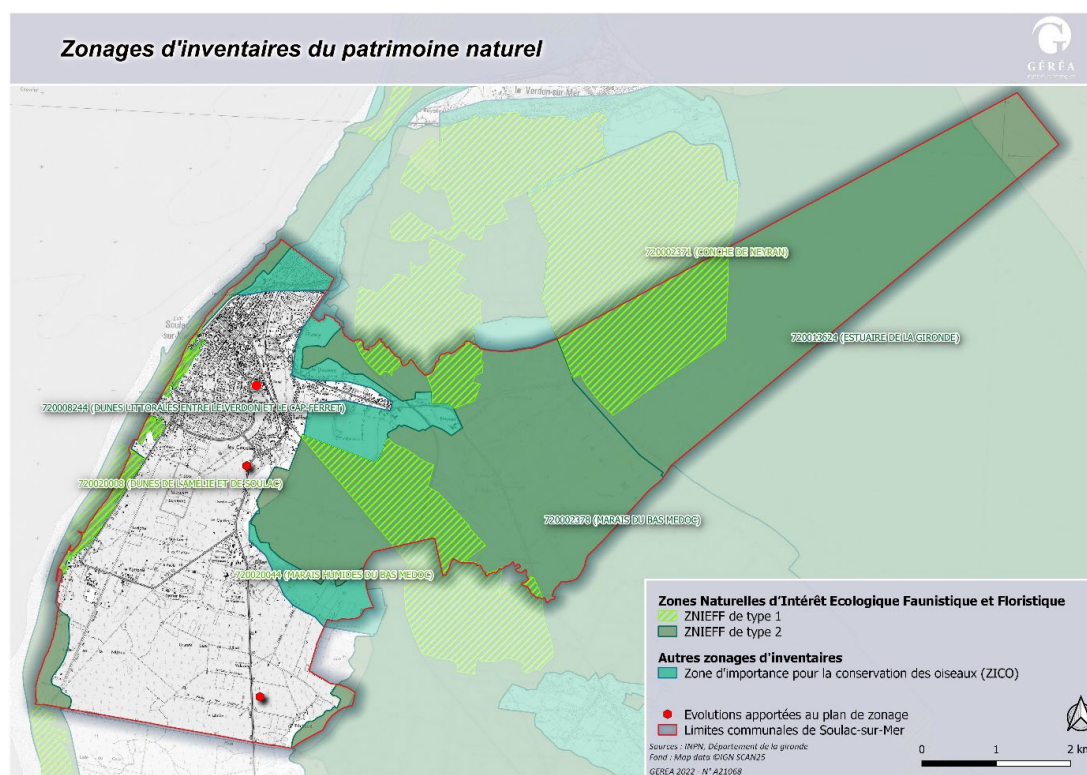 Zonages d'inventaires du patrimoine naturel
GÉRÉA
le Verdon-sur-Mer
720002371 (CONCHE DE NEYRAN)
720013624 (ESTUAIRE DE LA GIRONDE)
720008244 (DUNES LITTORALES ENTRE LE VERDON ET LE CAP-FERRET)
720020008 (DUNES DE L'AMÉLIE ET DE SOULAC)
720002378 (MARAIS DU BAS MEDOC)
720020044 (MARAIS HUMIDES DU BAS MEDOC)
Zones Naturelles d'Intérêt Ecologique Faunistique et Floristique
ZNIEFF de type 1
ZNIEFF de type 2
Autres zonages d'inventaires
Zone d'importance pour la conservation des oiseaux (ZICO)
Evolutions apportées au plan de zonage
Limites communales de Soulac-sur-Mer
Sources : INPN, Département de la gironde
Fond : Map data ©IGN SCAN25
GEREA 2022 - N° A21068
0 1 2 km